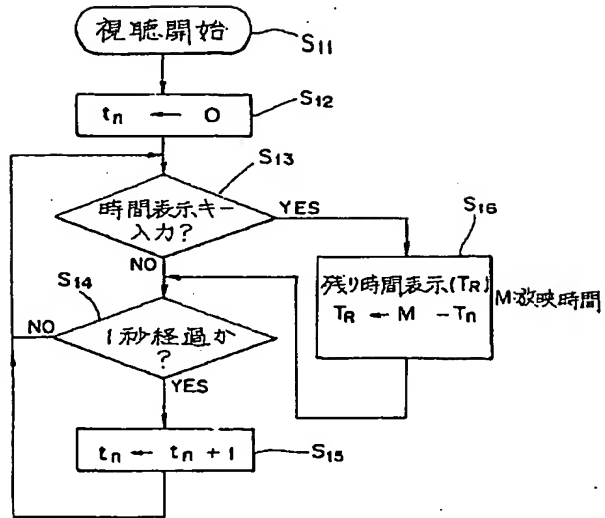 視聴開始
S11
tn ← 0
S12
S13
時間表示キー
入力?
YES
NO
S16
残り時間表示(TR)
TR ← M - Tn
M:放映時間
S14
1秒経過か
?
NO
YES
tn ← tn + 1
S15